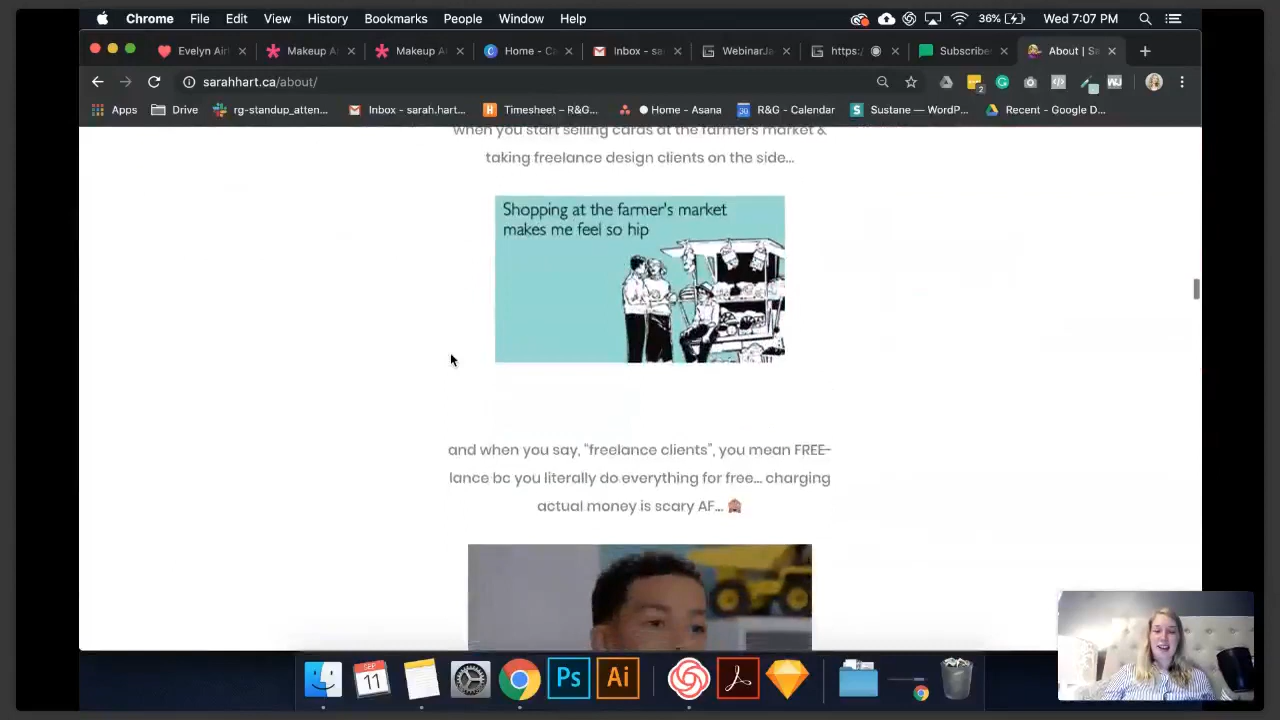 Chrome File Edit View History Bookmarks People Window Help 36% Wed 7:07 PM
Evelyn Air Makeup A Makeup A Home - C Inbox - sa WebinarJa https:/ Subscribe About | Sa
sarahhart.ca/about/ 2
Apps Drive rg-standup_atten... Inbox - sarah.hart... Timesheet – R&G... Home - Asana R&G - Calendar Sustane — WordP... Recent - Google D...
when you start selling cards at the farmers market &
taking freelance design clients on the side...
Shopping at the farmer's market
makes me feel so hip
and when you say, "freelance clients", you mean FREE-
lance bc you literally do everything for free... charging
actual money is scary AF... 🙈
SEP
11
Ps Ai